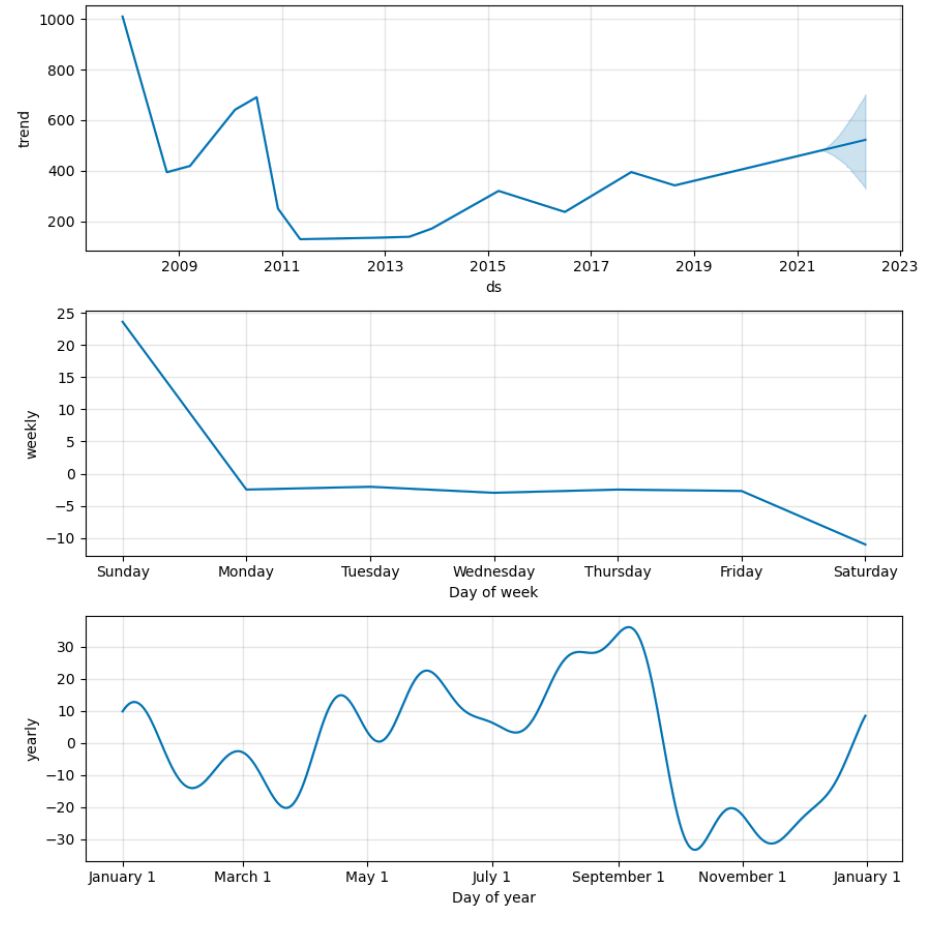 1000
800
600
400
200
trend
2009 2011 2013 2015 2017 2019 2021 2023
ds
25
20
15
10
5
0
−5
−10
weekly
Sunday Monday Tuesday Wednesday Thursday Friday Saturday
Day of week
30
20
10
0
−10
−20
−30
yearly
January 1 March 1 May 1 July 1 September 1 November 1 January 1
Day of year